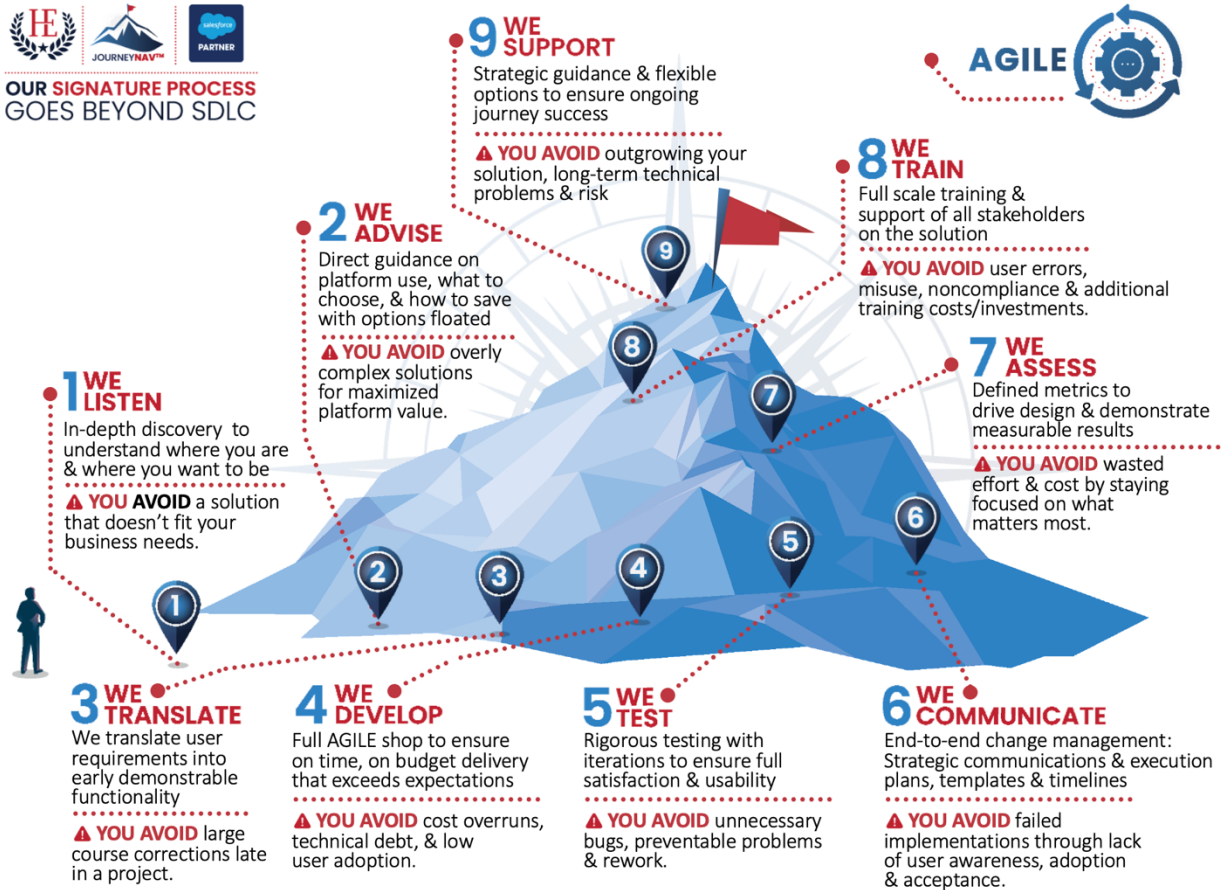 HE
JOURNEYNAV™
salesforce
PARTNER
OUR SIGNATURE PROCESS
GOES BEYOND SDLC
AGILE
1 WE
LISTEN
In-depth discovery to
understand where you are
& where you want to be
YOU AVOID a solution
that doesn't fit your
business needs.
2 WE
ADVISE
Direct guidance on
platform use, what to
choose, & how to save
with options floated
YOU AVOID overly
complex solutions
for maximized
platform value.
3 WE
TRANSLATE
We translate user
requirements into
early demonstrable
functionality
YOU AVOID large
course corrections late
in a project.
4 WE
DEVELOP
Full AGILE shop to ensure
on time, on budget delivery
that exceeds expectations
YOU AVOID cost overruns,
technical debt, & low
user adoption.
5 WE
TEST
Rigorous testing with
iterations to ensure full
satisfaction & usability
YOU AVOID unnecessary
bugs, preventable problems
& rework.
6 WE
COMMUNICATE
End-to-end change management:
Strategic communications & execution
plans, templates & timelines
YOU AVOID failed
implementations through lack
of user awareness, adoption
& acceptance.
7 WE
ASSESS
Defined metrics to
drive design & demonstrate
measurable results
YOU AVOID wasted
effort & cost by staying
focused on what
matters most.
8 WE
TRAIN
Full scale training &
support of all stakeholders
on the solution
YOU AVOID user errors,
misuse, noncompliance & additional
training costs/investments.
9 WE
SUPPORT
Strategic guidance & flexible
options to ensure ongoing
journey success
YOU AVOID outgrowing your
solution, long-term technical
problems & risk
1
2
3
4
5
6
7
8
9